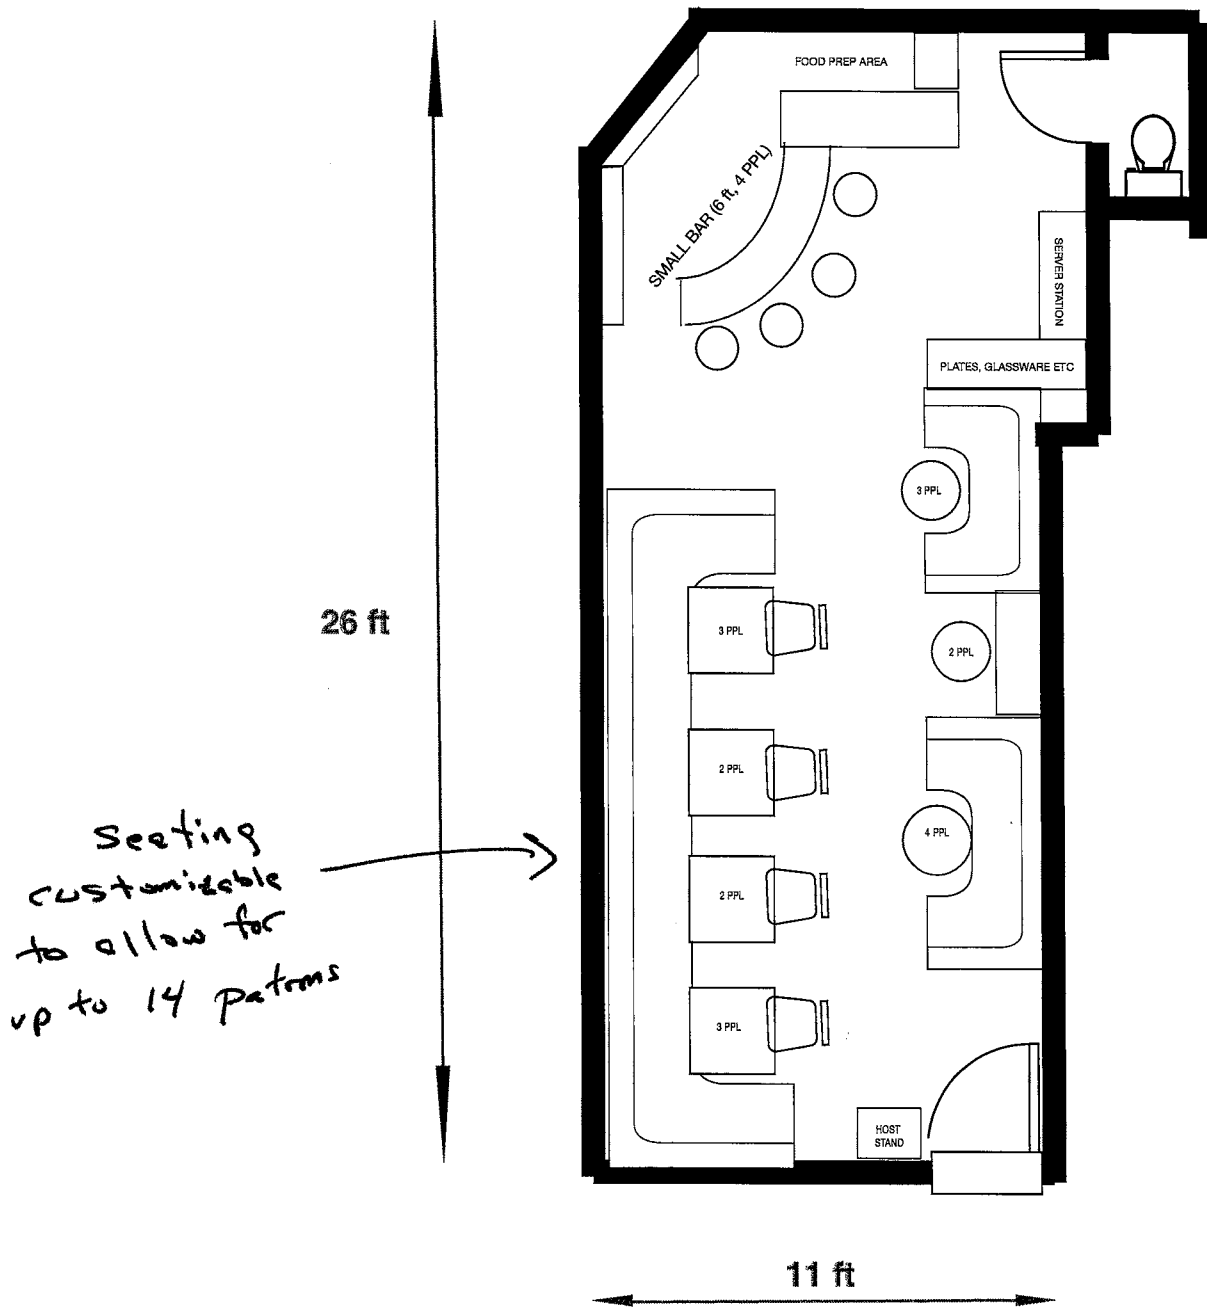 FOOD PREP AREA
SMALL BAR (6 ft, 4 PPL)
SERVER STATION
PLATES, GLASSWARE ETC
3 PPL
26 ft
3 PPL
2 PPL
2 PPL
4 PPL
Seating
customizable
to allow for
up to 14 patrons
2 PPL
3 PPL
HOST
STAND
11 ft